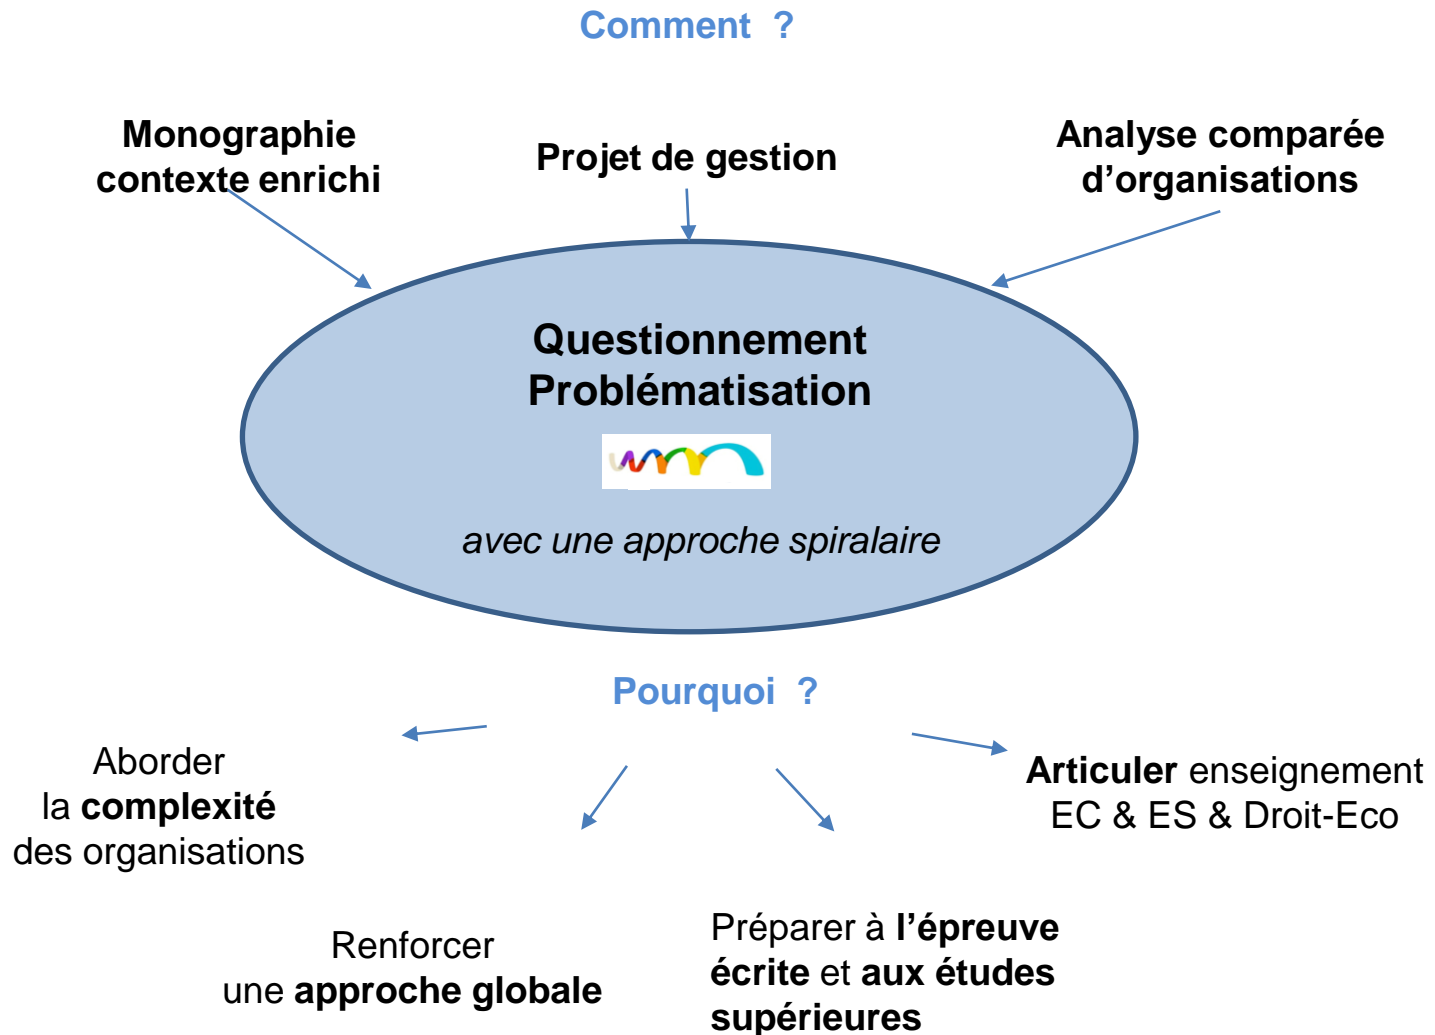 Comment ?
Monographie
contexte enrichi
Projet de gestion
Analyse comparée
d’organisations
Questionnement
Problématisation
avec une approche spiralaire
Pourquoi ?
Aborder
la complexité
des organisations
Articuler enseignement
EC & ES & Droit-Eco
Renforcer
une approche globale
Préparer à l’épreuve
écrite et aux études
supérieures